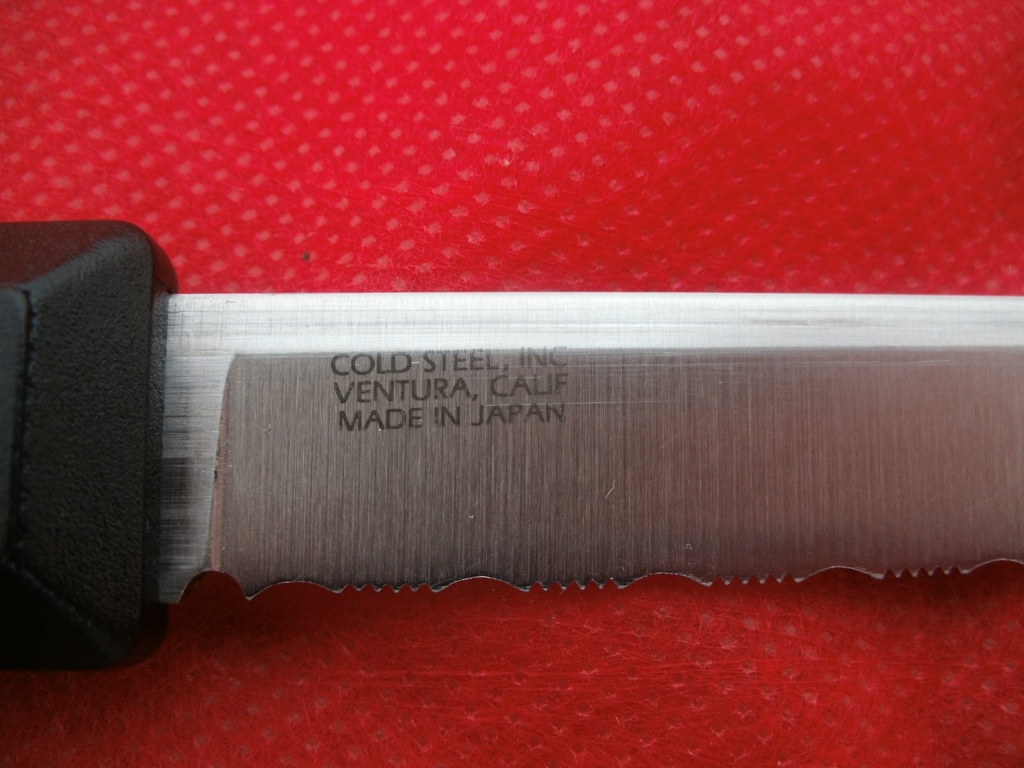 COLD STEEL, INC
VENTURA, CALIF
MADE IN JAPAN